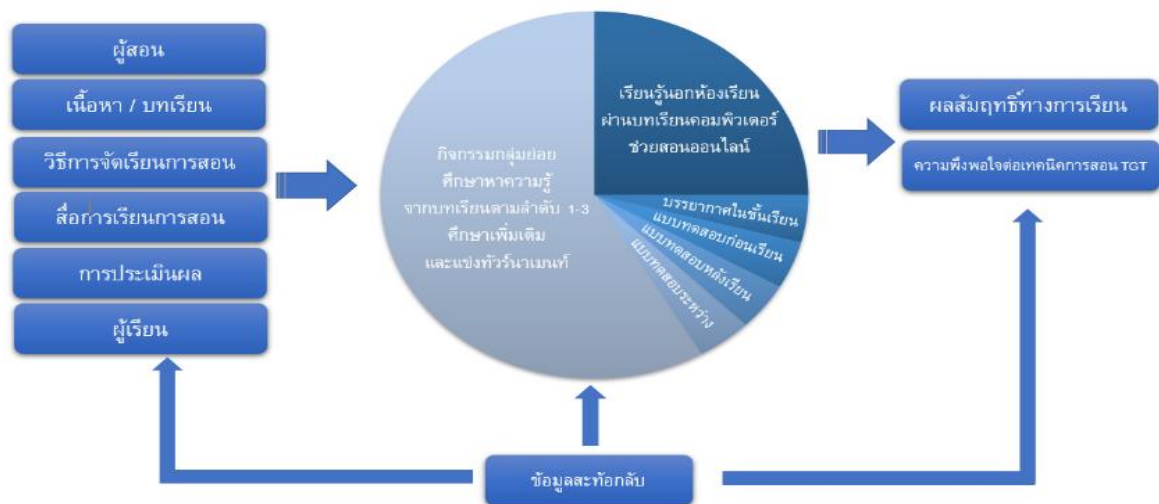 ผู้สอน
เนื้อหา / บทเรียน
วิธีการจัดเรียนการสอน
สื่อการเรียนการสอน
การประเมินผล
ผู้เรียน
กิจกรรมกลุ่มย่อย
ศึกษาหาความรู้
จากบทเรียนตามลำดับ 1-3
ศึกษาเพิ่มเติม
และแข่งทัวร์นาเมนท์
เรียนรู้นอกห้องเรียน
ผ่านบทเรียนคอมพิวเตอร์
ช่วยสอนออนไลน์
บรรยากาศในชั้นเรียน
แบบทดสอบก่อนเรียน
แบบทดสอบหลังเรียน
แบบทดสอบระหว่าง
ผลสัมฤทธิ์ทางการเรียน
ความพึงพอใจต่อเทคนิคการสอน TGT
ข้อมูลสะท้อกลับ